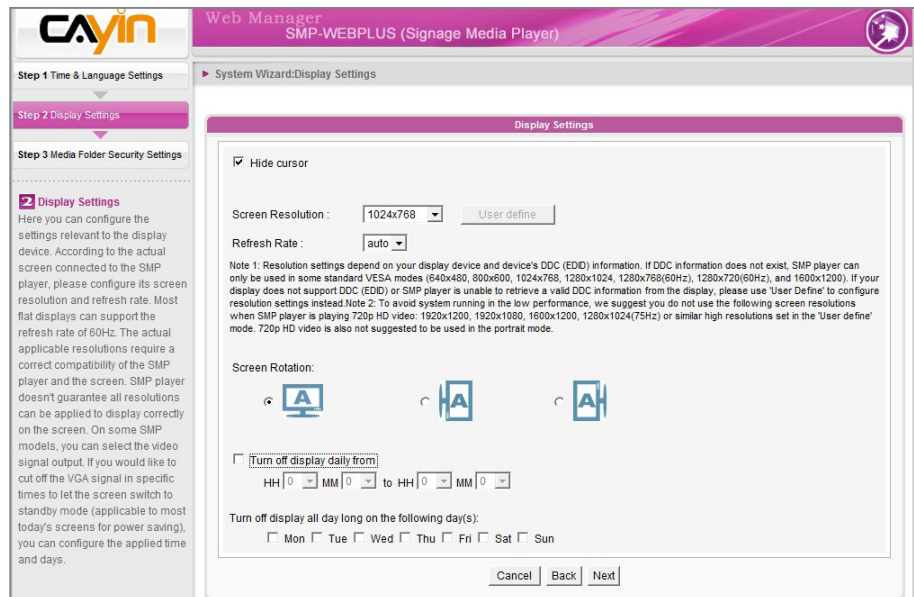 CAYIN
Web Manager
SMP-WEBPLUS (Signage Media Player)
Step 1 Time & Language Settings
Step 2 Display Settings
Step 3 Media Folder Security Settings
2 Display Settings
Here you can configure the
settings relevant to the display
device. According to the actual
screen connected to the SMP
player, please configure its screen
resolution and refresh rate. Most
flat displays can support the
refresh rate of 60Hz. The actual
applicable resolutions require a
correct compatibility of the SMP
player and the screen. SMP player
doesn't guarantee all resolutions
can be applied to display correctly
on the screen. On some SMP
models, you can select the video
signal output. If you would like to
cut off the VGA signal in specific
times to let the screen switch to
standby mode (applicable to most
today's screens for power saving),
you can configure the applied time
and days.
System Wizard:Display Settings
Display Settings
Hide cursor
Screen Resolution : 1024x768 User define
Refresh Rate : auto
Note 1: Resolution settings depend on your display device and device's DDC (EDID) information. If DDC information does not exist, SMP player can
only be used in some standard VESA modes (640x480, 800x600, 1024x768, 1280x1024, 1280x768(60Hz), 1280x720(60Hz), and 1600x1200). If your
display does not support DDC (EDID) or SMP player is unable to retrieve a valid DDC information from the display, please use 'User Define' to configure
resolution settings instead.Note 2: To avoid system running in the low performance, we suggest you do not use the following screen resolutions
when SMP player is playing 720p HD video: 1920x1200, 1920x1080, 1600x1200, 1280x1024(75Hz) or similar high resolutions set in the 'User define'
mode. 720p HD video is also not suggested to be used in the portrait mode.
Screen Rotation:
A A A
Turn off display daily from
HH 0 MM 0 to HH 0 MM 0
Turn off display all day long on the following day(s):
Mon Tue Wed Thu Fri Sat Sun
Cancel Back Next